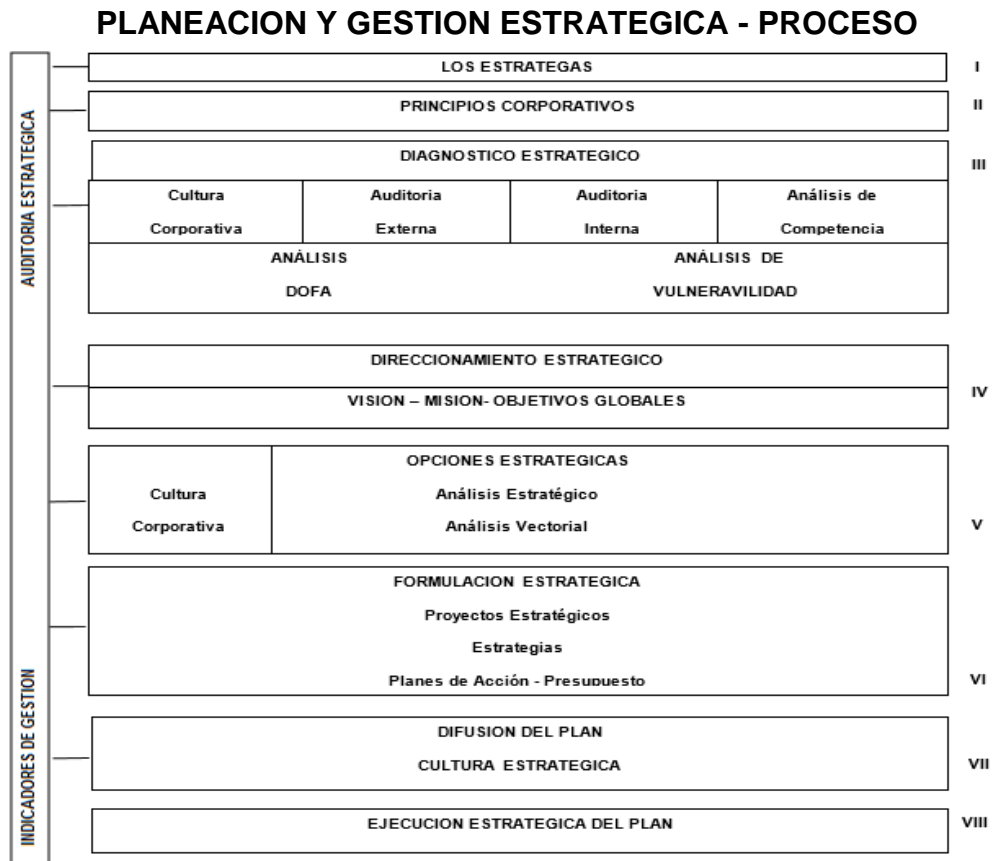 PLANEACION Y GESTION ESTRATEGICA - PROCESO
LOS ESTRATEGAS
I
PRINCIPIOS CORPORATIVOS
II
DIAGNOSTICO ESTRATEGICO
III
Cultura
Corporativa
Auditoria
Externa
Auditoria
Interna
Análisis de
Competencia
ANÁLISIS
DOFA
ANÁLISIS DE
VULNERAVILIDAD
DIRECCIONAMIENTO ESTRATEGICO
VISION – MISION- OBJETIVOS GLOBALES
IV
Cultura
Corporativa
OPCIONES ESTRATEGICAS
Análisis Estratégico
Análisis Vectorial
V
FORMULACION ESTRATEGICA
Proyectos Estratégicos
Estrategias
Planes de Acción - Presupuesto
VI
DIFUSION DEL PLAN
CULTURA ESTRATEGICA
VII
EJECUCION ESTRATEGICA DEL PLAN
VIII
AUDITORIA ESTRATEGICA
INDICADORES DE GESTION